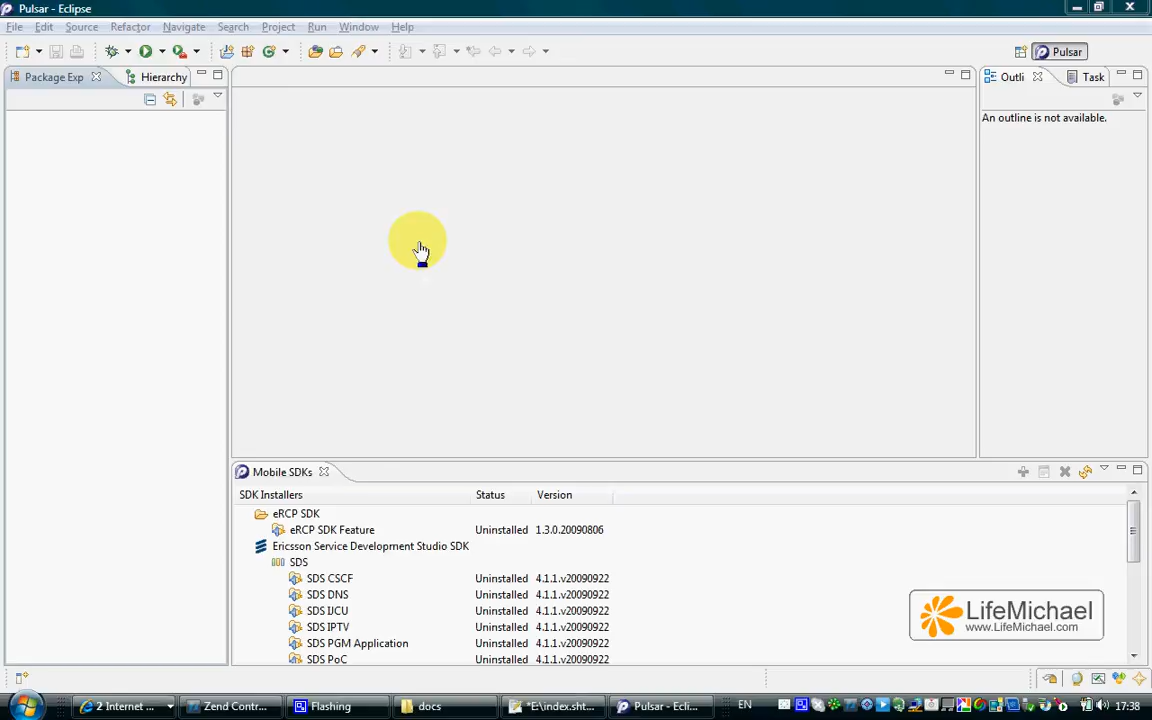 Pulsar - Eclipse
File Edit Source Refactor Navigate Search Project Run Window Help
Pulsar
Package Exp Hierarchy
Outli Task
An outline is not available.
Mobile SDKs
SDK Installers Status Version
eRCP SDK
eRCP SDK Feature Uninstalled 1.3.0.20090806
Ericsson Service Development Studio SDK
SDS
SDS CSCF Uninstalled 4.1.1.v20090922
SDS DNS Uninstalled 4.1.1.v20090922
SDS IJCU Uninstalled 4.1.1.v20090922
SDS IPTV Uninstalled 4.1.1.v20090922
SDS PGM Application Uninstalled 4.1.1.v20090922
SDS PoC Uninstalled 4.1.1.v20090922
LifeMichael
www.LifeMichael.com
2 Internet ... Zend Contr... Flashing docs *E:\index.sht... Pulsar - Ecli... EN 17:38